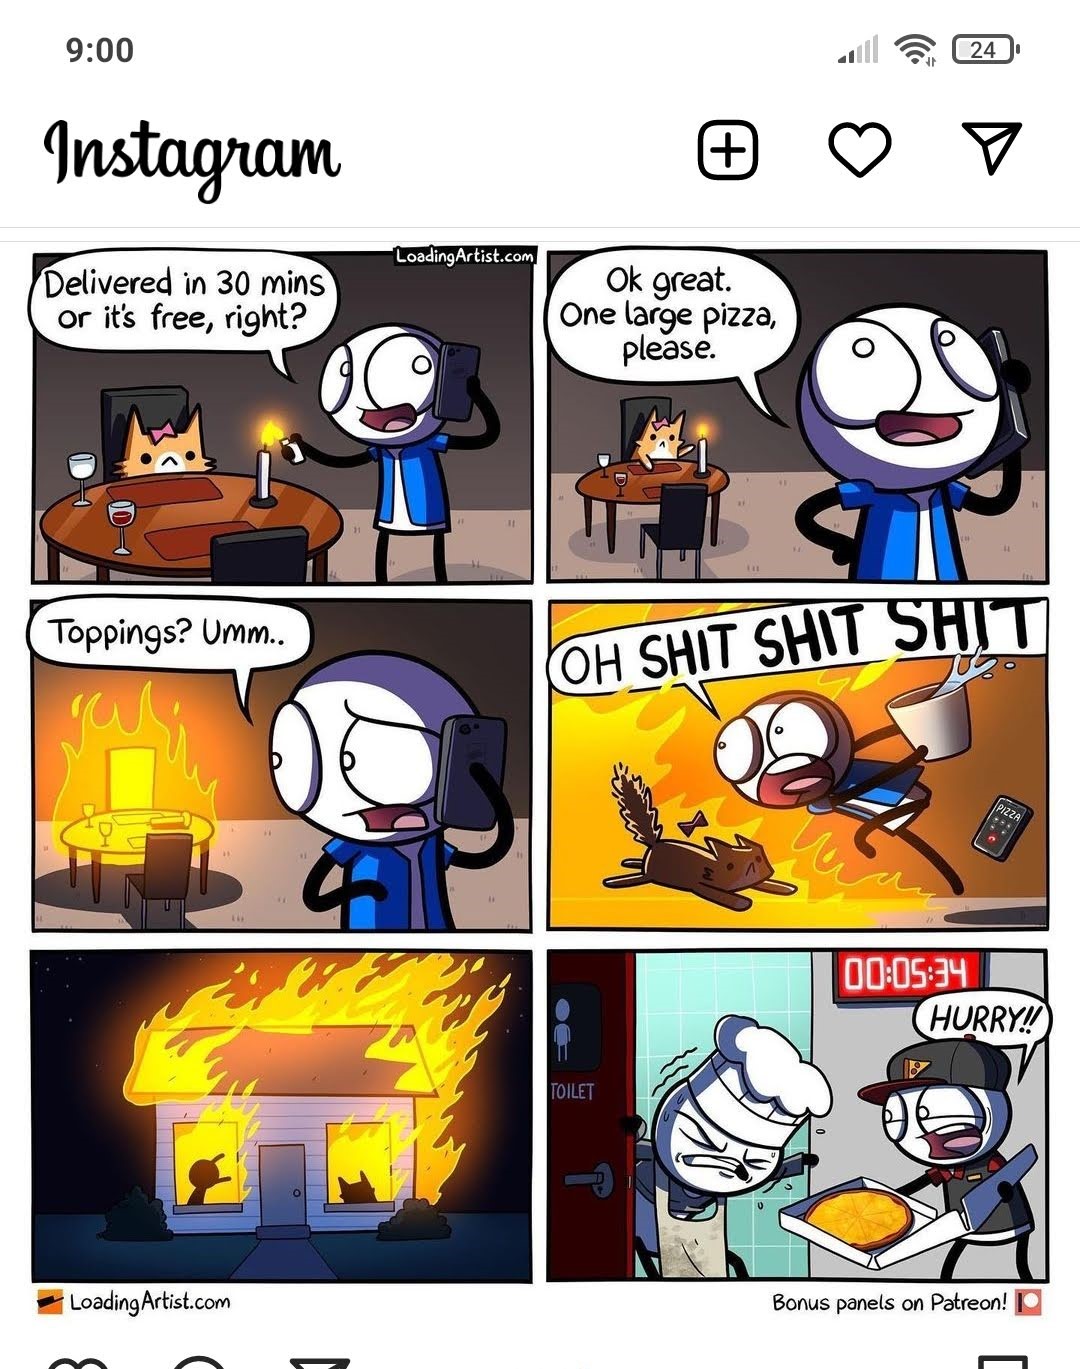 9:00
24
Instagram
LoadingArtist.com
Delivered in 30 mins
or it's free, right?
Ok great.
One large pizza,
please.
Toppings? Umm..
OH SHIT SHIT SHIT
PIZZA
00:05:34
HURRY!!
TOILET
LoadingArtist.com
Bonus panels on Patreon!